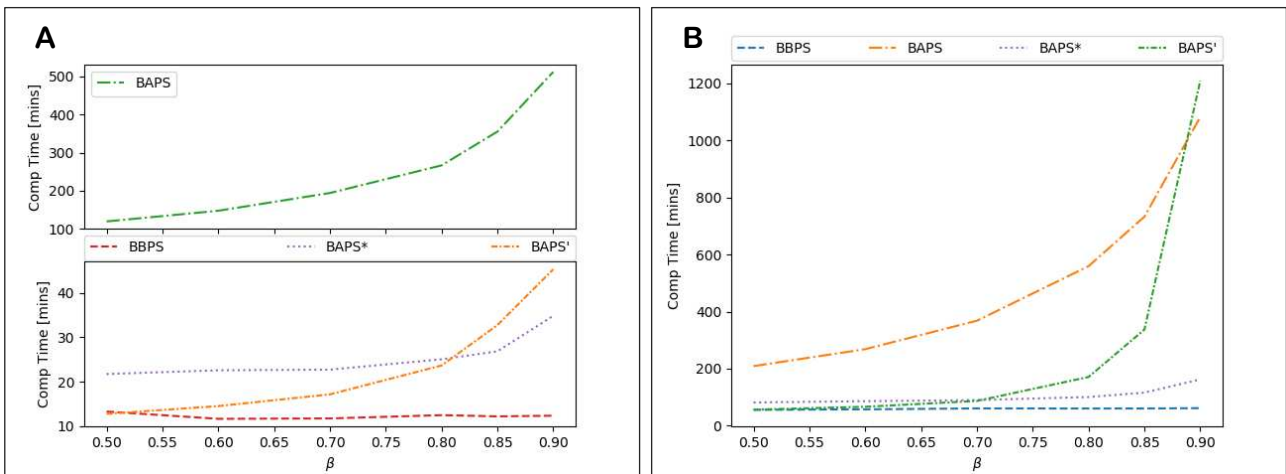 A
BAPS
500
400
300
200
100
Comp Time [mins]
BBPS BAPS* BAPS'
40
30
20
10
Comp Time [mins]
0.50 0.55 0.60 0.65 0.70 0.75 0.80 0.85 0.90
β
B
BBPS BAPS BAPS* BAPS'
1200
1000
800
600
400
200
0
Comp Time [mins]
0.50 0.55 0.60 0.65 0.70 0.75 0.80 0.85 0.90
β